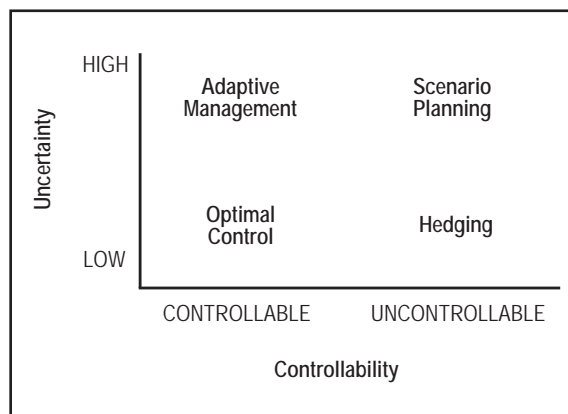 HIGH
Adaptive
Management
Scenario
Planning
Uncertainty
Optimal
Control
Hedging
LOW
CONTROLLABLE
UNCONTROLLABLE
Controllability